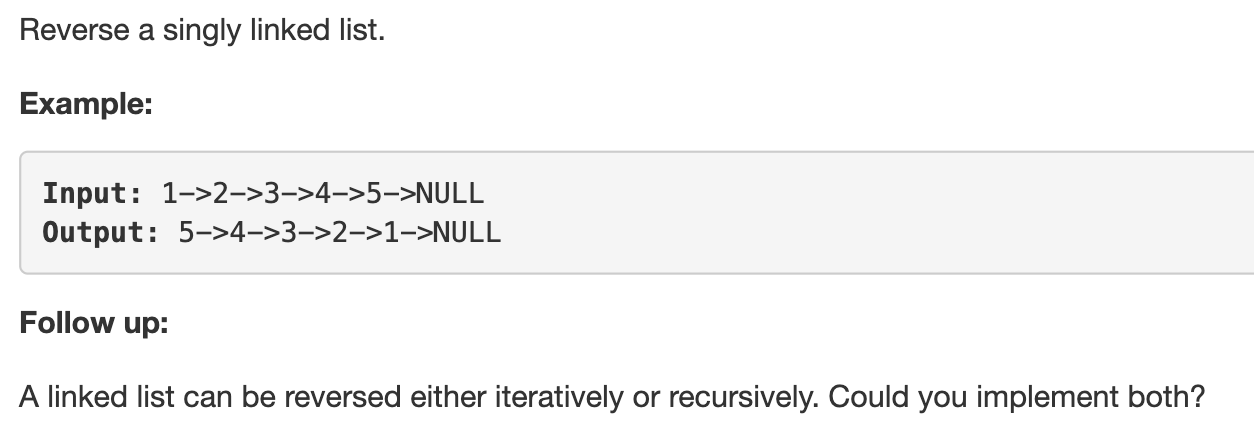 Reverse a singly linked list.
Example:
Input: 1->2->3->4->5->NULL
Output: 5->4->3->2->1->NULL
Follow up:
A linked list can be reversed either iteratively or recursively. Could you implement both?